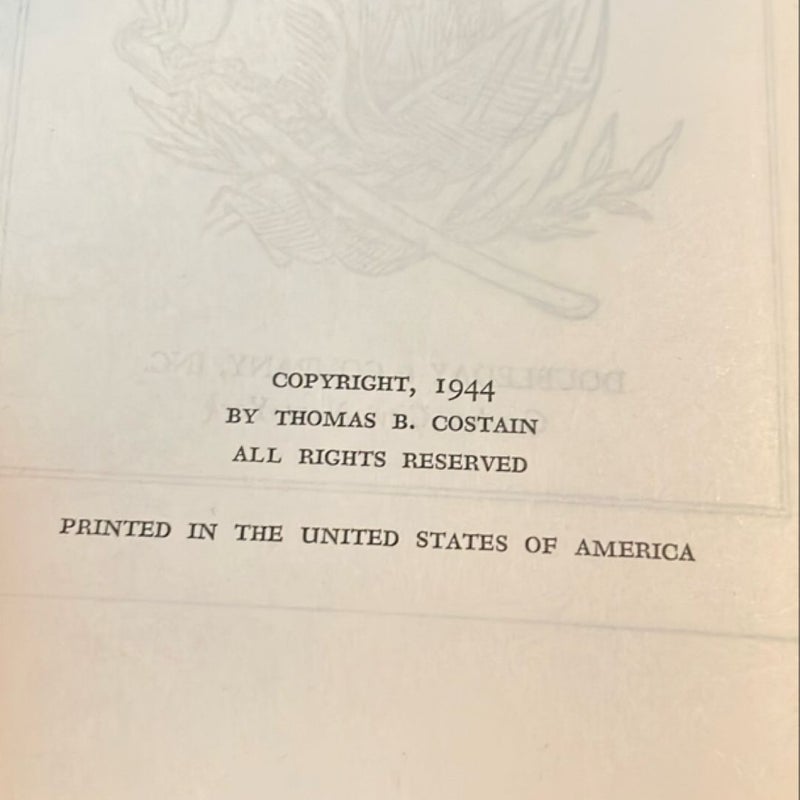 COPYRIGHT, 1944
BY THOMAS B. COSTAIN
ALL RIGHTS RESERVED
PRINTED IN THE UNITED STATES OF AMERICA